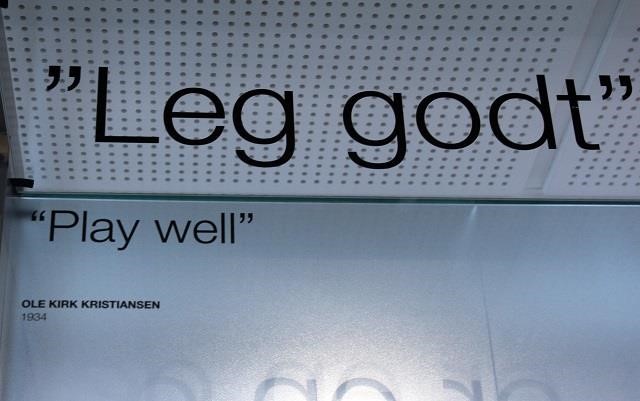 ”Leg godt”
“Play well”
OLE KIRK KRISTIANSEN
1934